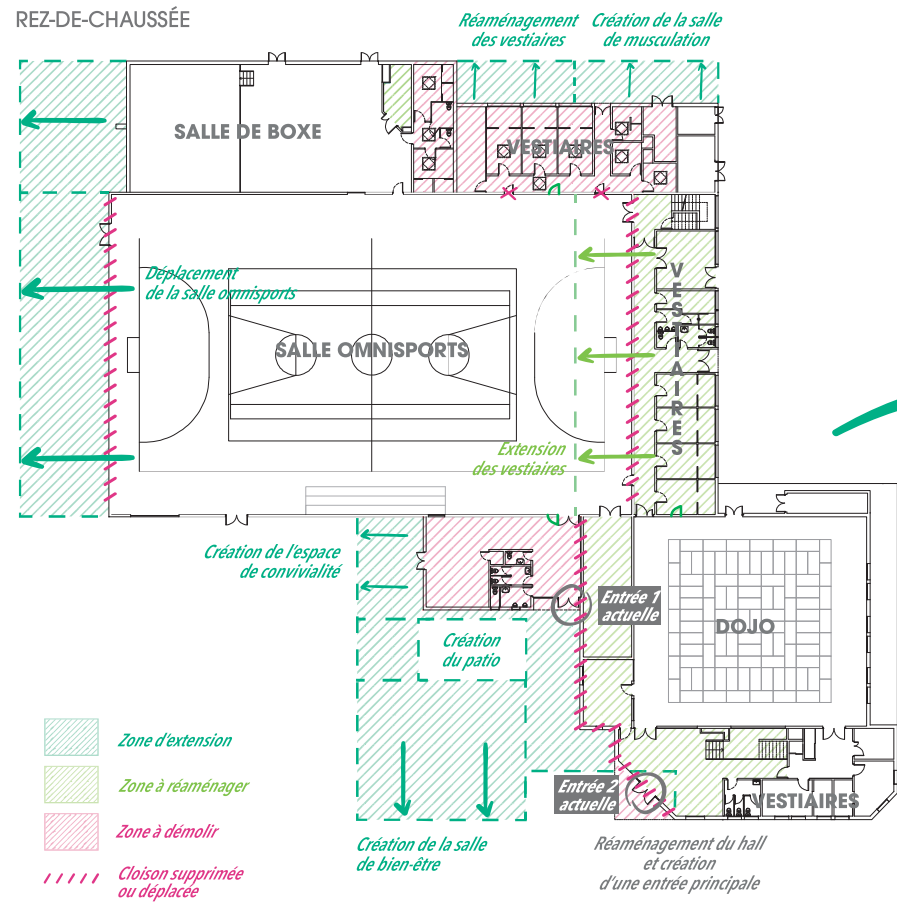 REZ-DE-CHAUSSÉE
Réaménagement
des vestiaires
Création de la salle
de musculation
SALLE DE BOXE
VESTIAIRES
Déplacement
de la salle omnisports
SALLE OMNISPORTS
VESTIAIRES
Extension
des vestiaires
Création de l'espace
de convivialité
Entrée 1
actuelle
DOJO
Création
du patio
Zone d'extension
Zone à réaménager
Zone à démolir
Cloison supprimée
ou déplacée
Entrée 2
actuelle
VESTIAIRES
Création de la salle
de bien-être
Réaménagement du hall
et création
d'une entrée principale